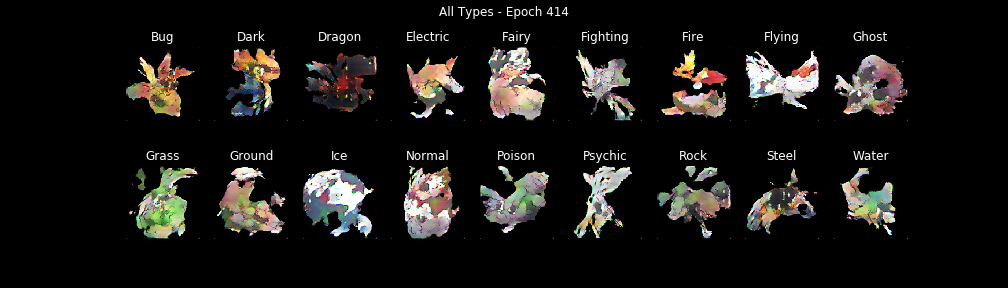 All Types - Epoch 414
Bug Dark Dragon Electric Fairy Fighting Fire Flying Ghost
Grass Ground Ice Normal Poison Psychic Rock Steel Water